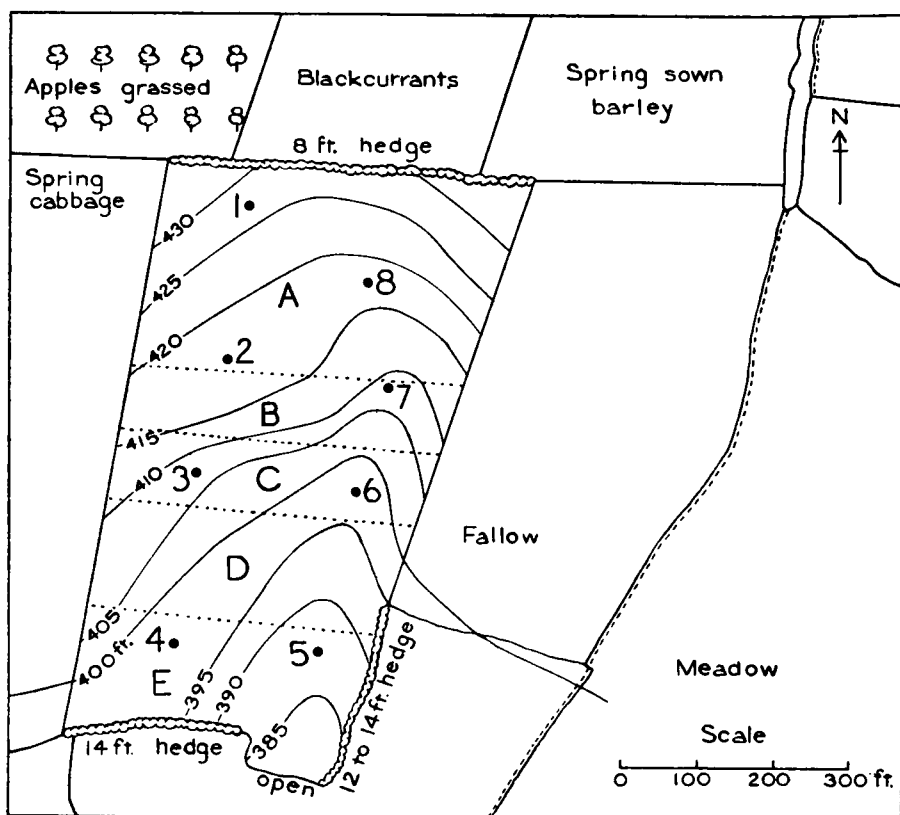 Apples grassed
Blackcurrants
Spring sown
barley
N
8 ft. hedge
Spring
cabbage
1
430
425
8
A
420
2
7
B
415
410
3
C
6
Fallow
D
405
4
5
400 ft.
E
395
390
385
12 to 14 ft. hedge
Meadow
14 ft. hedge
open
Scale
0 100 200 300 ft.